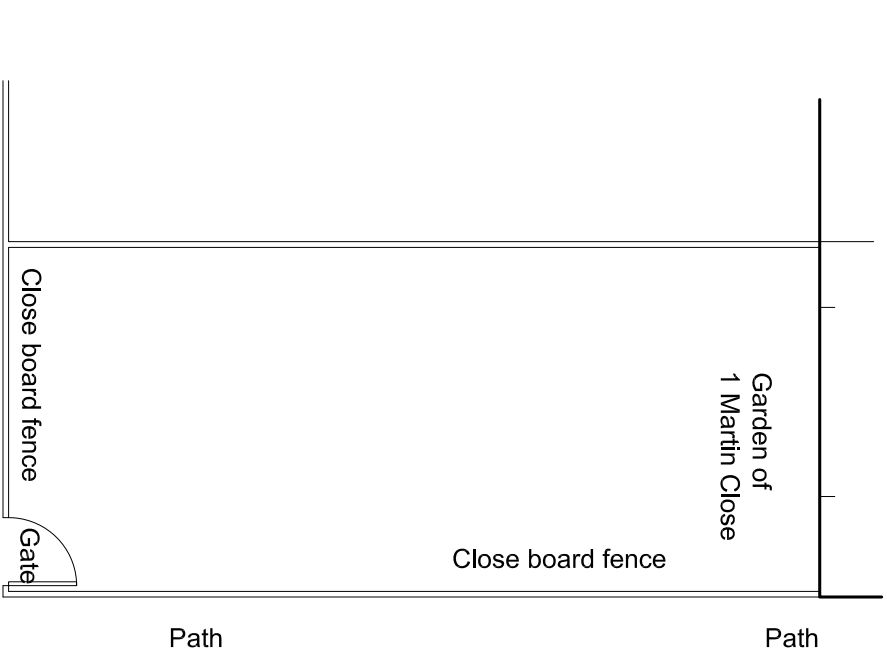 Close board fence
Garden of
1 Martin Close
Gate
Close board fence
Path
Path